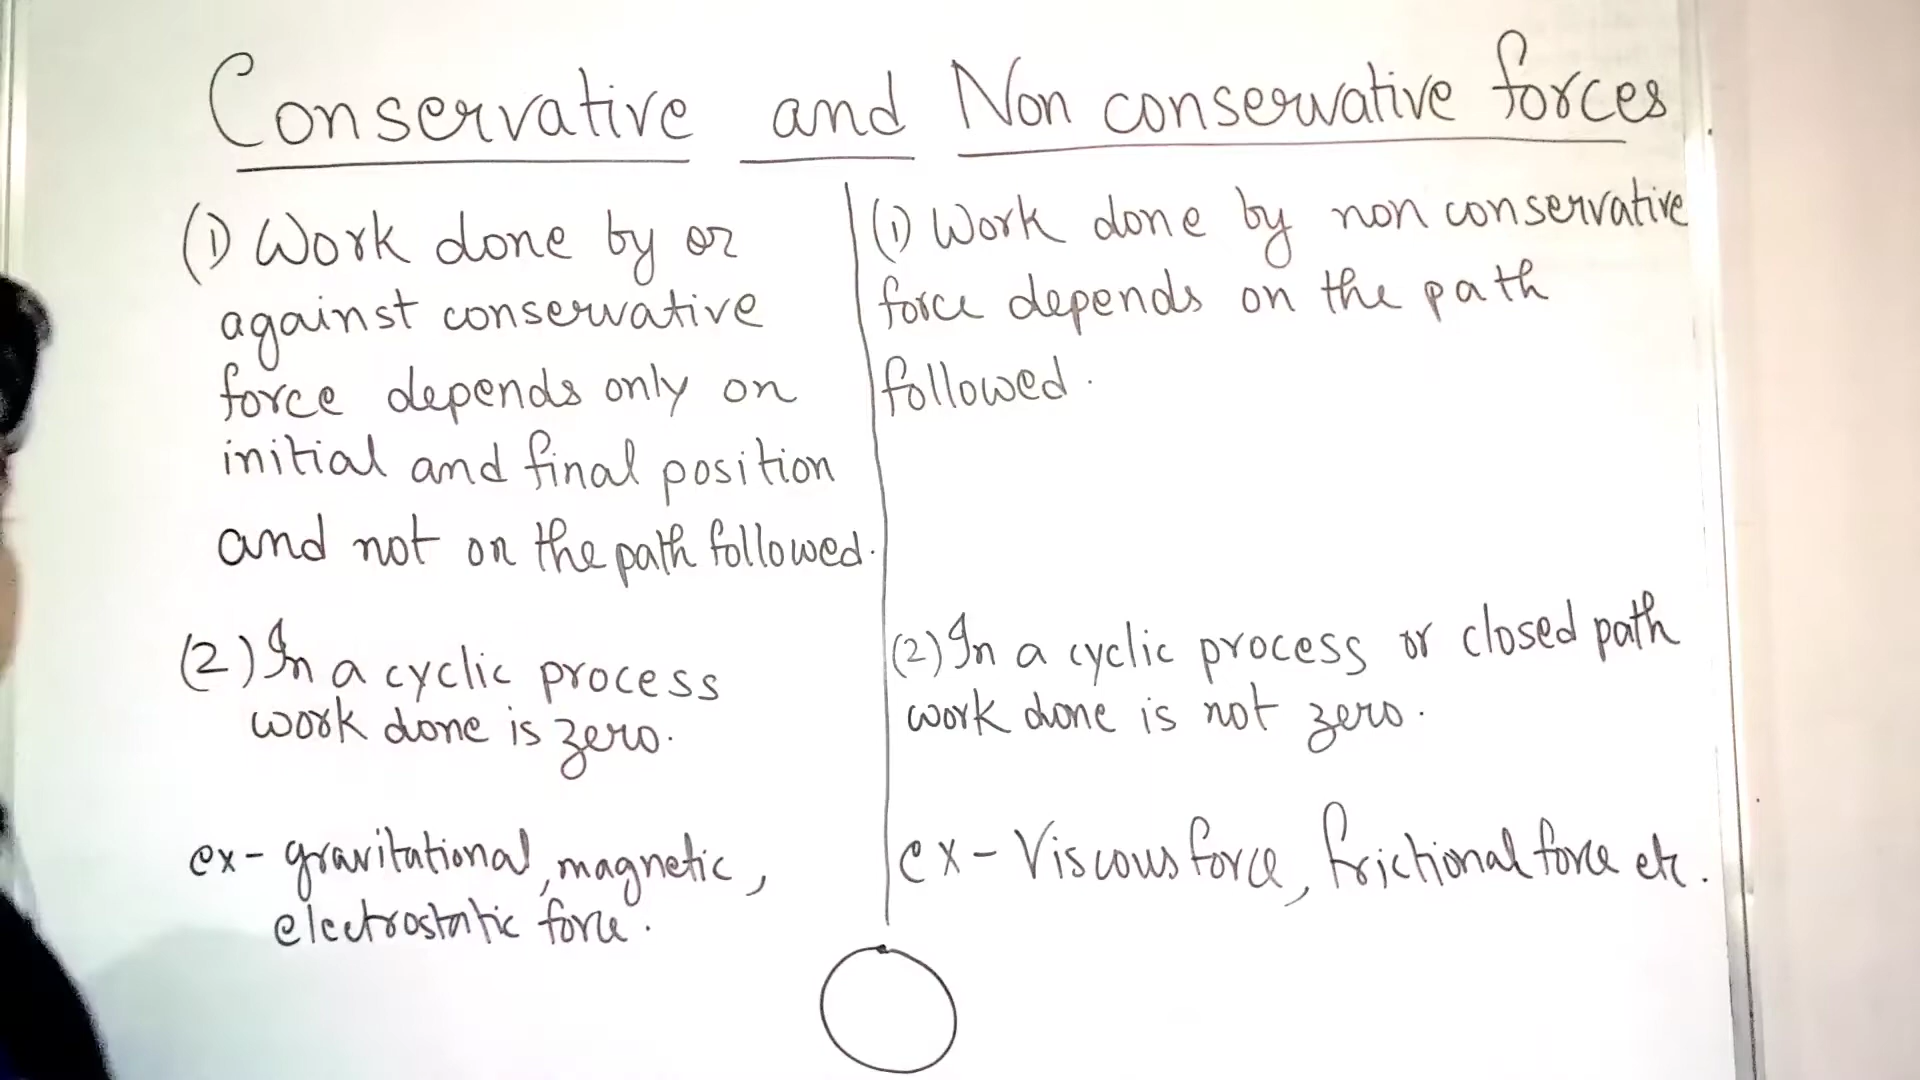 Conservative and Non conservative forces
(1) Work done by or
against conservative
force depends only on
initial and final position
and not on the path followed.
(2) In a cyclic process
work done is zero.
ex- gravitational, magnetic,
electrostatic force.
(1) Work done by non conservative
force depends on the path
followed.
(2) In a cyclic process or closed path
work done is not zero.
ex- Viscous force, frictional force etc.